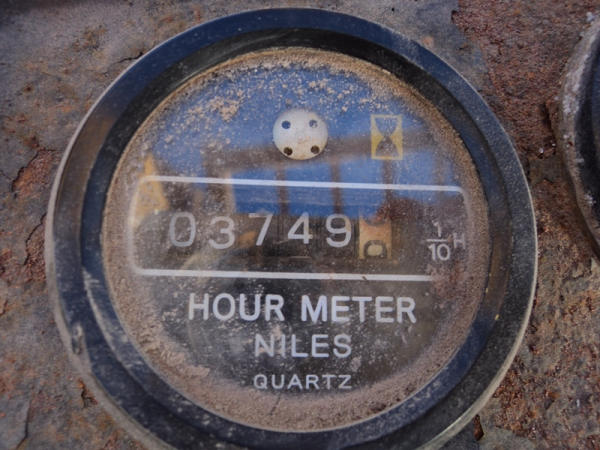 03749
1/10 H
HOUR METER
NILES
QUARTZ